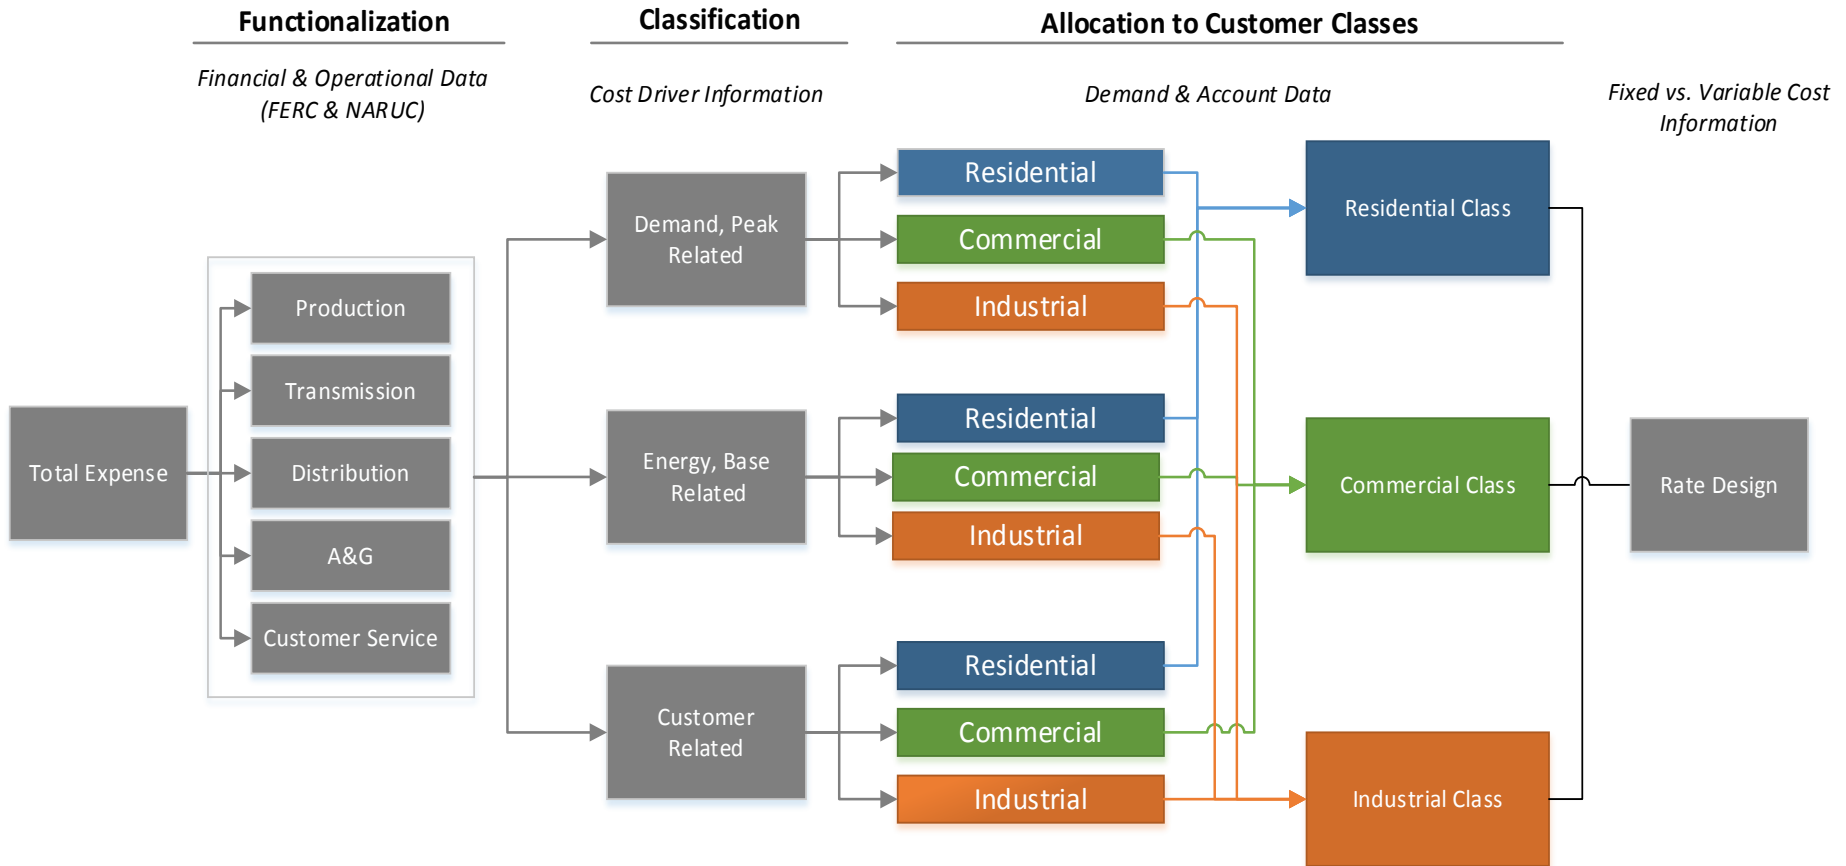 Functionalization
Classification
Allocation to Customer Classes
Financial & Operational Data
(FERC & NARUC)
Cost Driver Information
Demand & Account Data
Fixed vs. Variable Cost
Information
Total Expense
Production
Transmission
Distribution
A&G
Customer Service
Demand, Peak
Related
Energy, Base
Related
Customer
Related
Residential
Commercial
Industrial
Residential
Commercial
Industrial
Residential
Commercial
Industrial
Residential Class
Commercial Class
Industrial Class
Rate Design